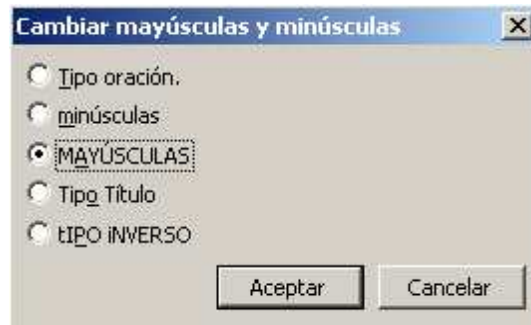 Cambiar mayúsculas y minúsculas
Tipo oración.
minúsculas
MAYÚSCULAS
Tipo Título
tIPO iNVERSO
Aceptar Cancelar